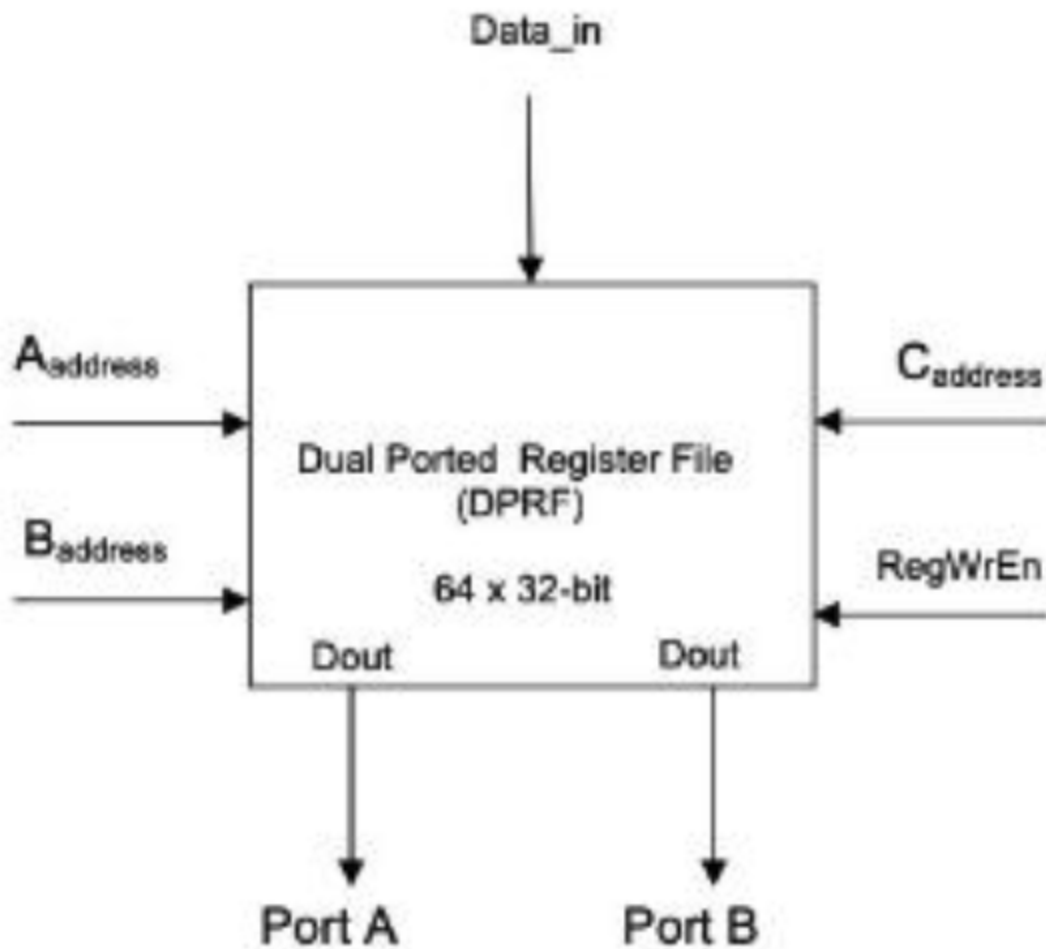 Data_in
Aaddress
Caddress
Dual Ported Register File
(DPRF)
Baddress
RegWrEn
64 x 32-bit
Dout
Dout
Port A
Port B